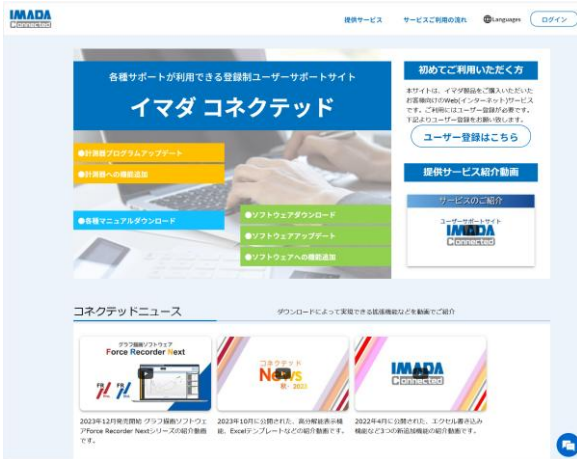 IMADA
Connected
提供サービス
サービスご利用の流れ
Languages
ログイン
各種サポートが利用できる登録制ユーザーサポートサイト
イマダ コネクテッド
●計測器プログラムアップデート
●計測器への機能追加
●各種マニュアルダウンロード
●ソフトウェアダウンロード
●ソフトウェアアップデート
●ソフトウェアへの機能追加
初めてご利用いただく方
本サイトは、イマダ製品をご購入いただいた
お客様向けのWeb(インターネット)サービス
です。ご利用にはユーザー登録が必要です。
下記よりユーザー登録をお願い致します。
ユーザー登録はこちら
提供サービス紹介動画
サービスのご紹介
ユーザーサポートサイト
IMADA
Connected
コネクテッドニュース
ダウンロードによって実現できる拡張機能などを動画でご紹介
グラフ描画ソフトウェア
Force Recorder Next
コネクテッド
News
秋・2023
IMADA
Connected
2023年12月発売開始 グラフ描画ソフトウェ
アForce Recorder Nextシリーズの紹介動画
です。
2023年10月に公開された、高分解能表示機
能、Excelテンプレートなどの紹介動画です。
2022年4月に公開された、エクセル書き込み
機能など3つの新追加機能の紹介動画です。